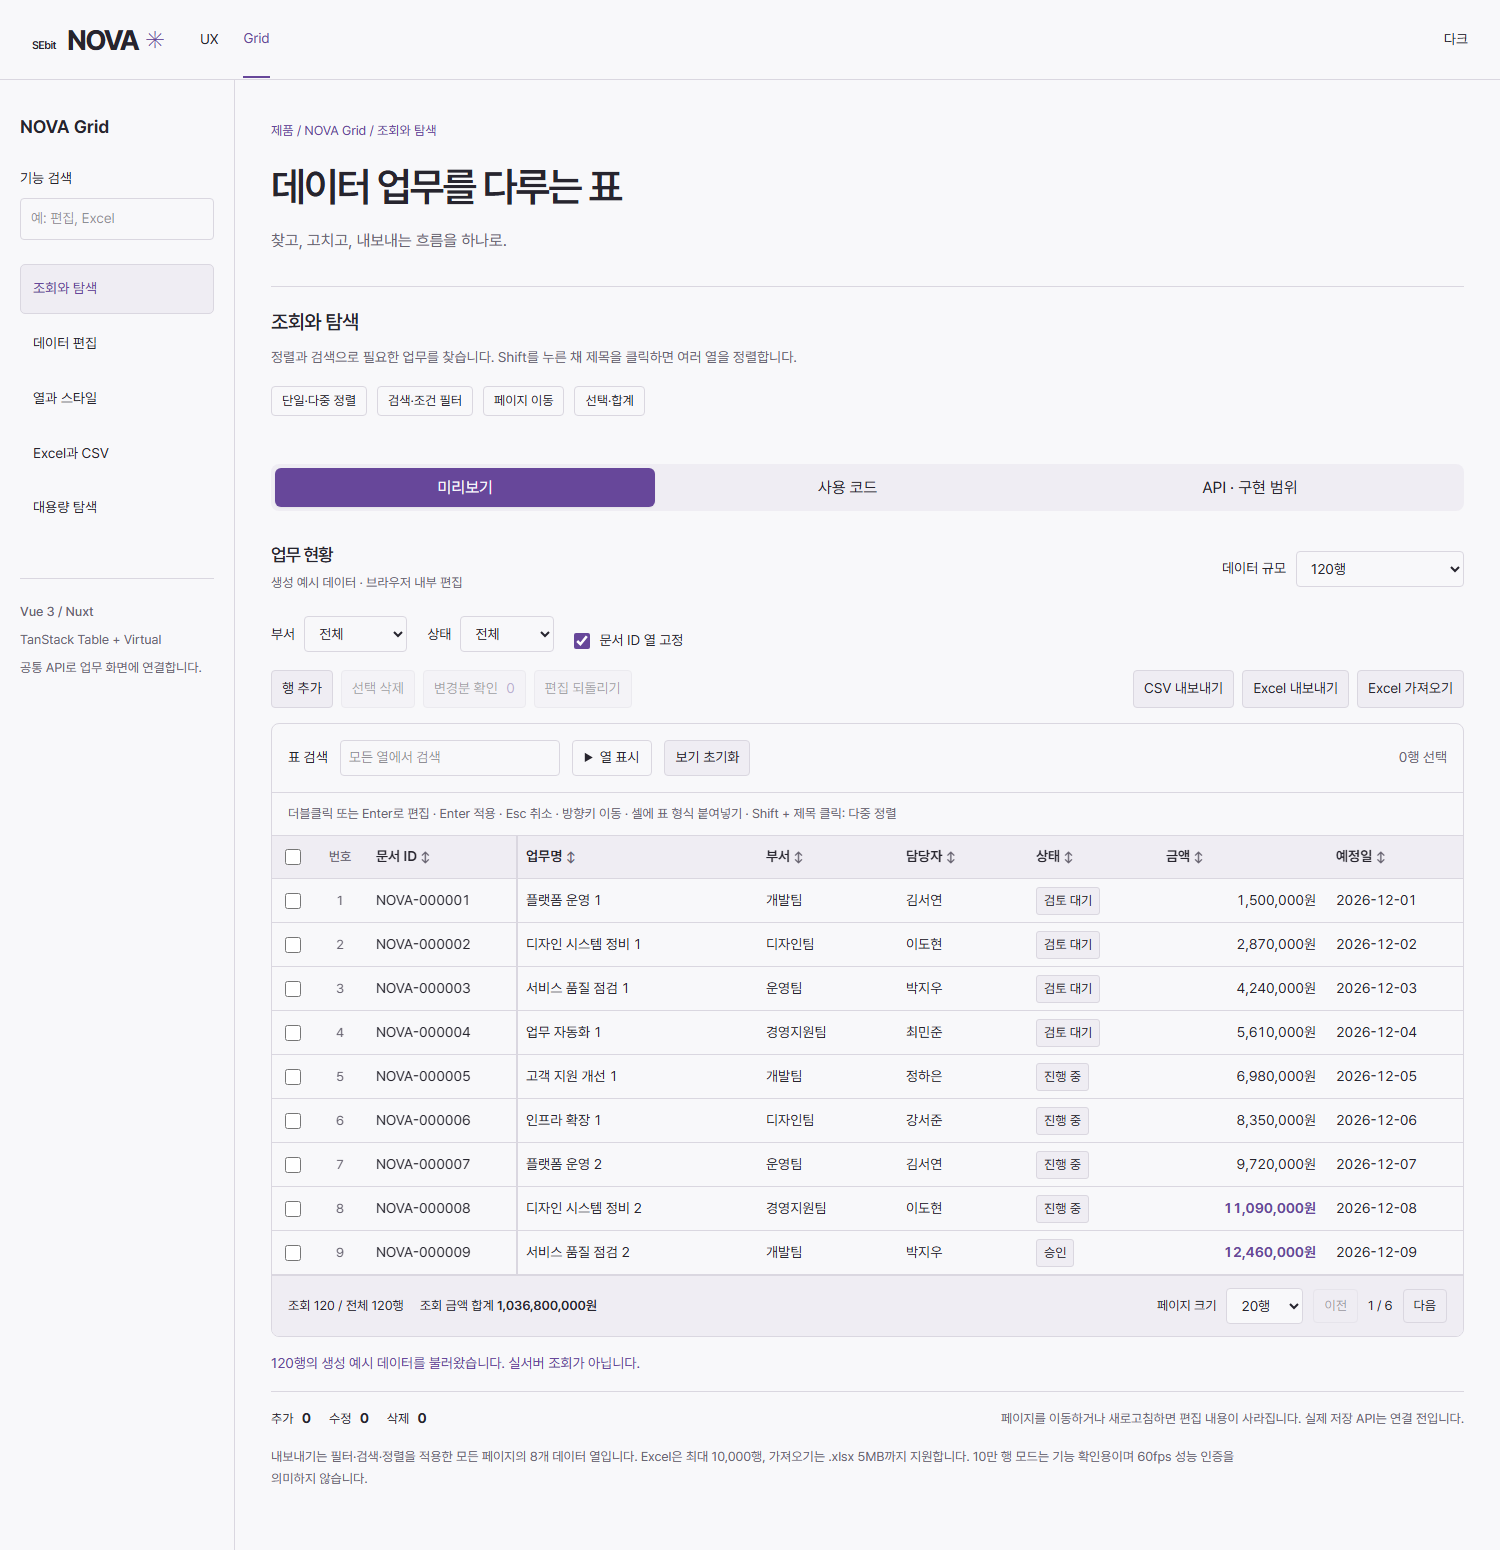 SEbit NOVA UX Grid 다크
NOVA Grid
기능 검색
예: 편집, Excel
조회와 탐색
데이터 편집
열과 스타일
Excel과 CSV
대용량 탐색
Vue 3 / Nuxt
TanStack Table + Virtual
공통 API로 업무 화면에 연결합니다.
제품 / NOVA Grid / 조회와 탐색
데이터 업무를 다루는 표
찾고, 고치고, 내보내는 흐름을 하나로.
조회와 탐색
정렬과 검색으로 필요한 업무를 찾습니다. Shift를 누른 채 제목을 클릭하면 여러 열을 정렬합니다.
단일·다중 정렬 검색·조건 필터 페이지 이동 선택·합계
미리보기 사용 코드 API · 구현 범위
업무 현황
생성 예시 데이터 · 브라우저 내부 편집
데이터 규모 120행
부서 전체 상태 전체 문서 ID 열 고정
행 추가 선택 삭제 변경분 확인 0 편집 되돌리기 CSV 내보내기 Excel 내보내기 Excel 가져오기
표 검색 모든 열에서 검색 ▶ 열 표시 보기 초기화 0행 선택
더블클릭 또는 Enter로 편집 · Enter 적용 · Esc 취소 · 방향키 이동 · 셀에 표 형식 붙여넣기 · Shift + 제목 클릭: 다중 정렬
번호 문서 ID ↕ 업무명 ↕ 부서 ↕ 담당자 ↕ 상태 ↕ 금액 ↕ 예정일 ↕
1 NOVA-000001 플랫폼 운영 1 개발팀 김서연 검토 대기 1,500,000원 2026-12-01
2 NOVA-000002 디자인 시스템 정비 1 디자인팀 이도현 검토 대기 2,870,000원 2026-12-02
3 NOVA-000003 서비스 품질 점검 1 운영팀 박지우 검토 대기 4,240,000원 2026-12-03
4 NOVA-000004 업무 자동화 1 경영지원팀 최민준 검토 대기 5,610,000원 2026-12-04
5 NOVA-000005 고객 지원 개선 1 개발팀 정하은 진행 중 6,980,000원 2026-12-05
6 NOVA-000006 인프라 확장 1 디자인팀 강서준 진행 중 8,350,000원 2026-12-06
7 NOVA-000007 플랫폼 운영 2 운영팀 김서연 진행 중 9,720,000원 2026-12-07
8 NOVA-000008 디자인 시스템 정비 2 경영지원팀 이도현 진행 중 11,090,000원 2026-12-08
9 NOVA-000009 서비스 품질 점검 2 개발팀 박지우 승인 12,460,000원 2026-12-09
조회 120 / 전체 120행 조회 금액 합계 1,036,800,000원 페이지 크기 20행 이전 1 / 6 다음
120행의 생성 예시 데이터를 불러왔습니다. 실서버 조회가 아닙니다.
추가 0 수정 0 삭제 0 페이지를 이동하거나 새로고침하면 편집 내용이 사라집니다. 실제 저장 API는 연결 전입니다.
내보내기는 필터·검색·정렬을 적용한 모든 페이지의 8개 데이터 열입니다. Excel은 최대 10,000행, 가져오기는 .xlsx 5MB까지 지원합니다. 10만 행 모드는 기능 확인용이며 60fps 성능 인증을
의미하지 않습니다.